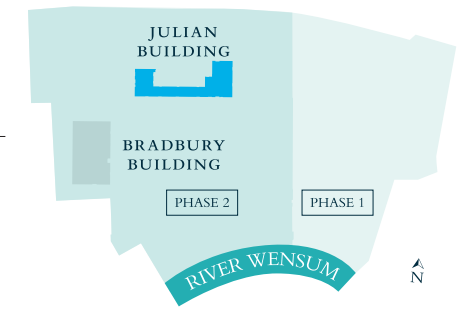 JULIAN
BUILDING
BRADBURY
BUILDING
PHASE 2
PHASE 1
RIVER WENSUM
N